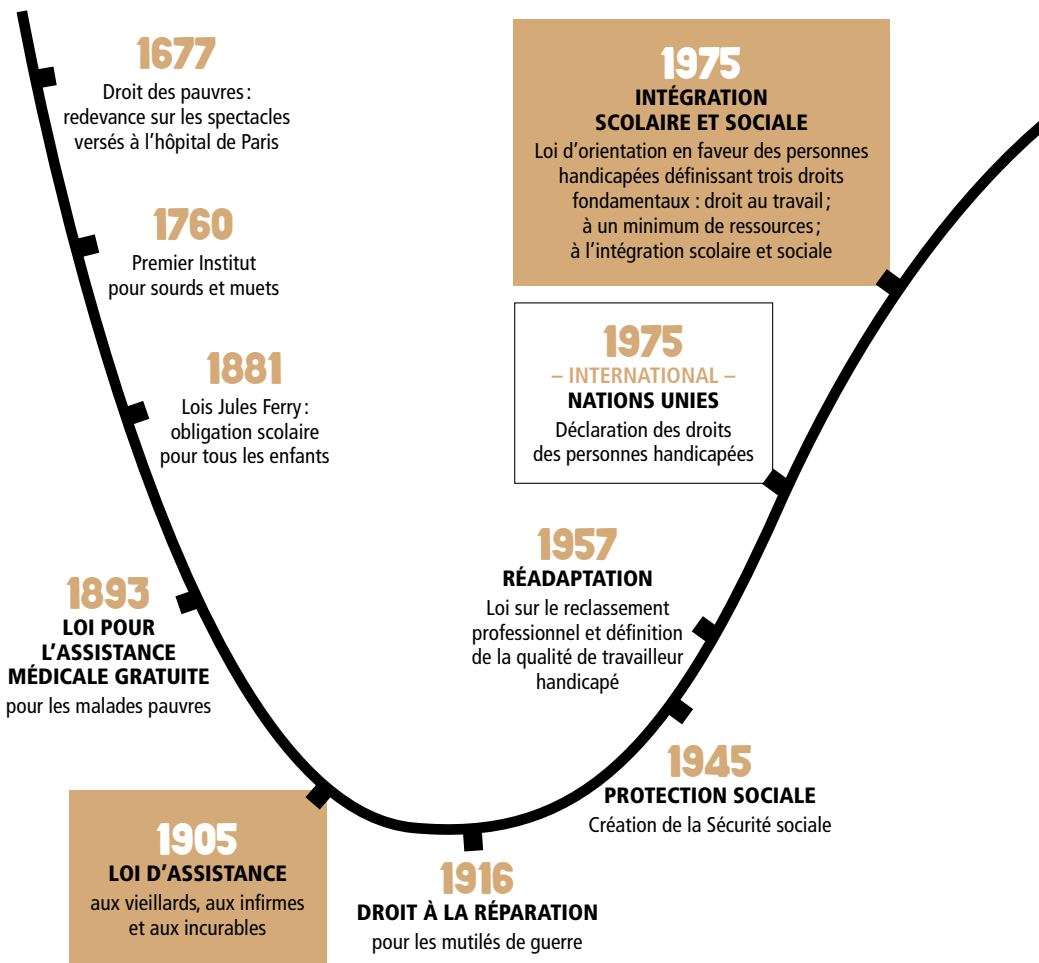 1677
Droit des pauvres :
redevance sur les spectacles
versés à l'hôpital de Paris
1760
Premier Institut
pour sourds et muets
1881
Lois Jules Ferry :
obligation scolaire
pour tous les enfants
1893
LOI POUR
L'ASSISTANCE
MÉDICALE GRATUITE
pour les malades pauvres
1905
LOI D'ASSISTANCE
aux vieillards, aux infirmes
et aux incurables
1916
DROIT À LA RÉPARATION
pour les mutilés de guerre
1945
PROTECTION SOCIALE
Création de la Sécurité sociale
1957
RÉADAPTATION
Loi sur le reclassement
professionnel et définition
de la qualité de travailleur
handicapé
1975
– INTERNATIONAL –
NATIONS UNIES
Déclaration des droits
des personnes handicapées
1975
INTÉGRATION
SCOLAIRE ET SOCIALE
Loi d'orientation en faveur des personnes
handicapées définissant trois droits
fondamentaux : droit au travail ;
à un minimum de ressources ;
à l'intégration scolaire et sociale